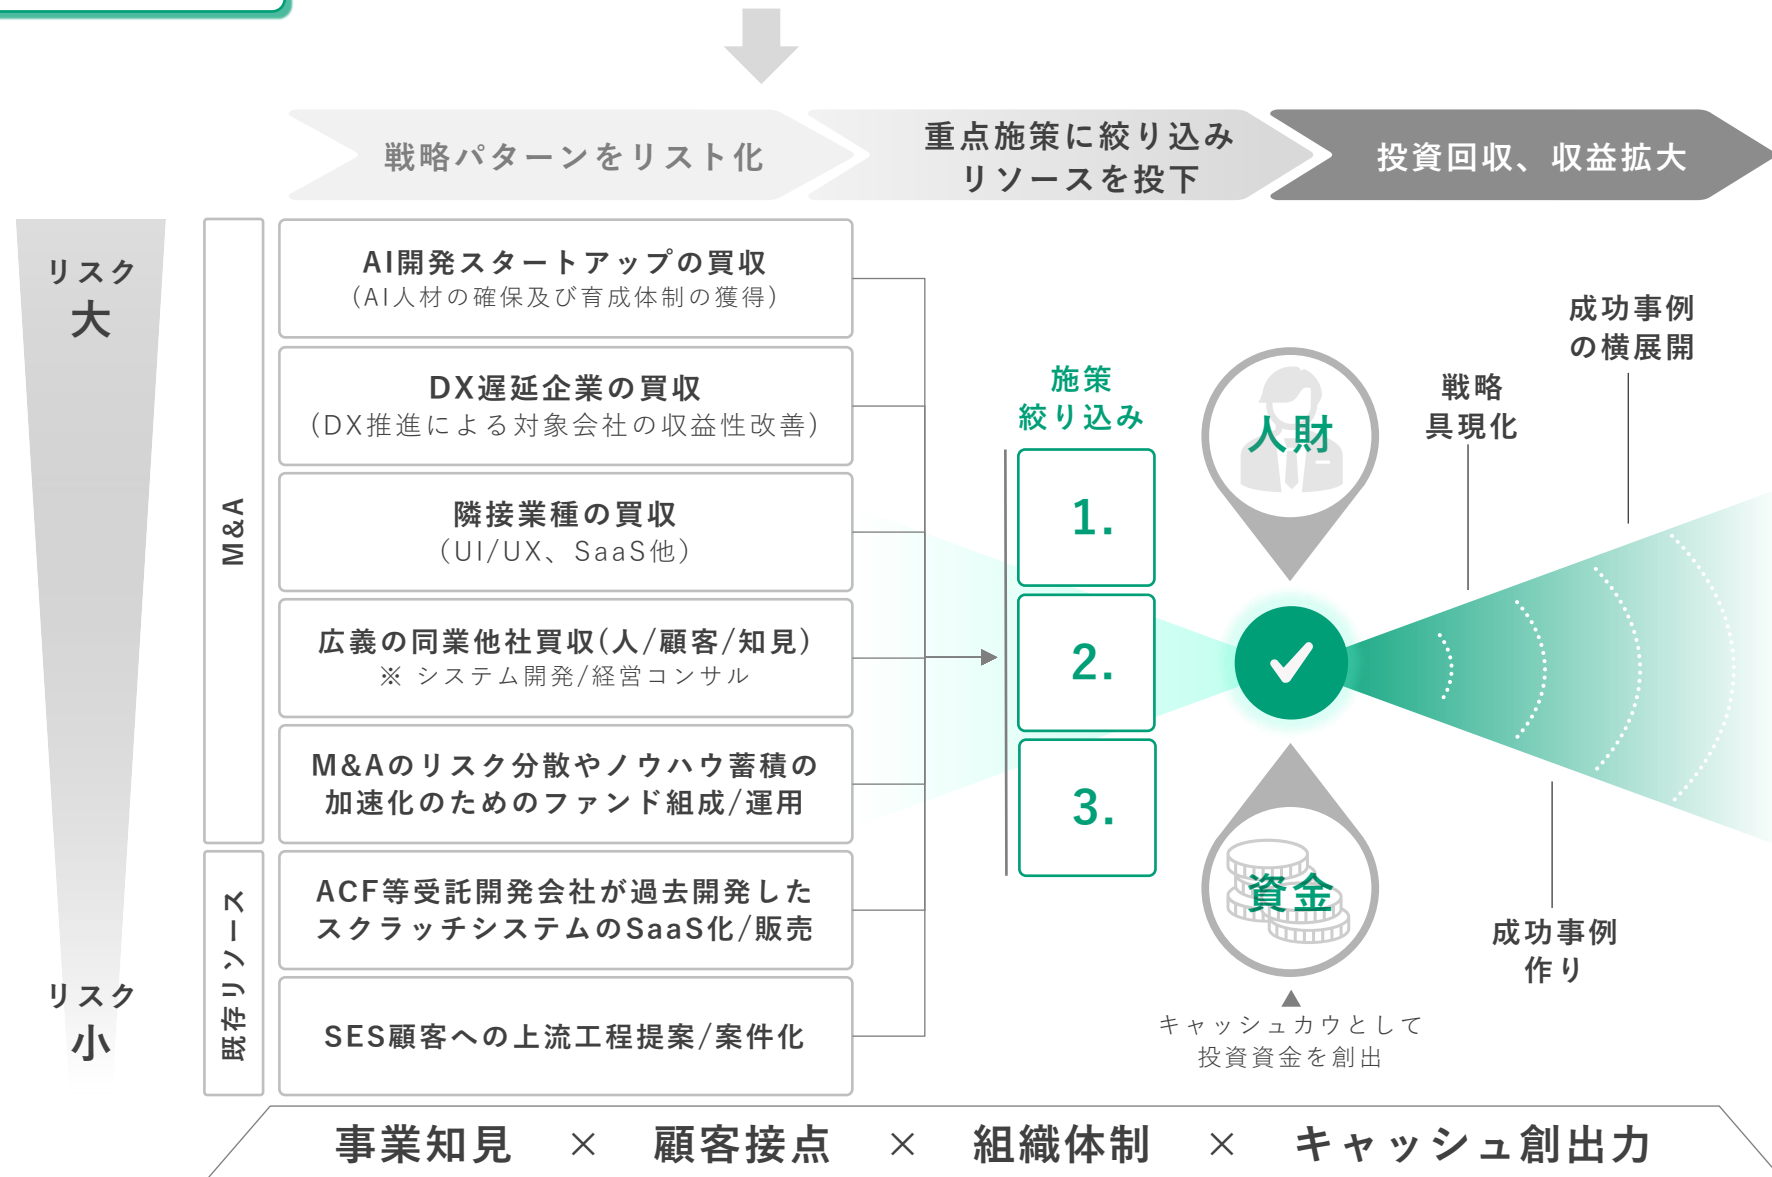 戦略パターンをリスト化
重点施策に絞り込み
リソースを投下
投資回収、収益拡大
リスク
大
リスク
小
M&A
既存リソース
AI開発スタートアップの買収
(AI人材の確保及び育成体制の獲得)
DX遅延企業の買収
(DX推進による対象会社の収益性改善)
隣接業種の買収
(UI/UX、SaaS他)
広義の同業他社買収(人/顧客/知見)
※ システム開発/経営コンサル
M&Aのリスク分散やノウハウ蓄積の
加速化のためのファンド組成/運用
ACF等受託開発会社が過去開発した
スクラッチシステムのSaaS化/販売
SES顧客への上流工程提案/案件化
施策
絞り込み
1.
2.
3.
人財
資金
キャッシュカウとして
投資資金を創出
戦略
具現化
成功事例
の横展開
成功事例
作り
事業知見 × 顧客接点 × 組織体制 × キャッシュ創出力